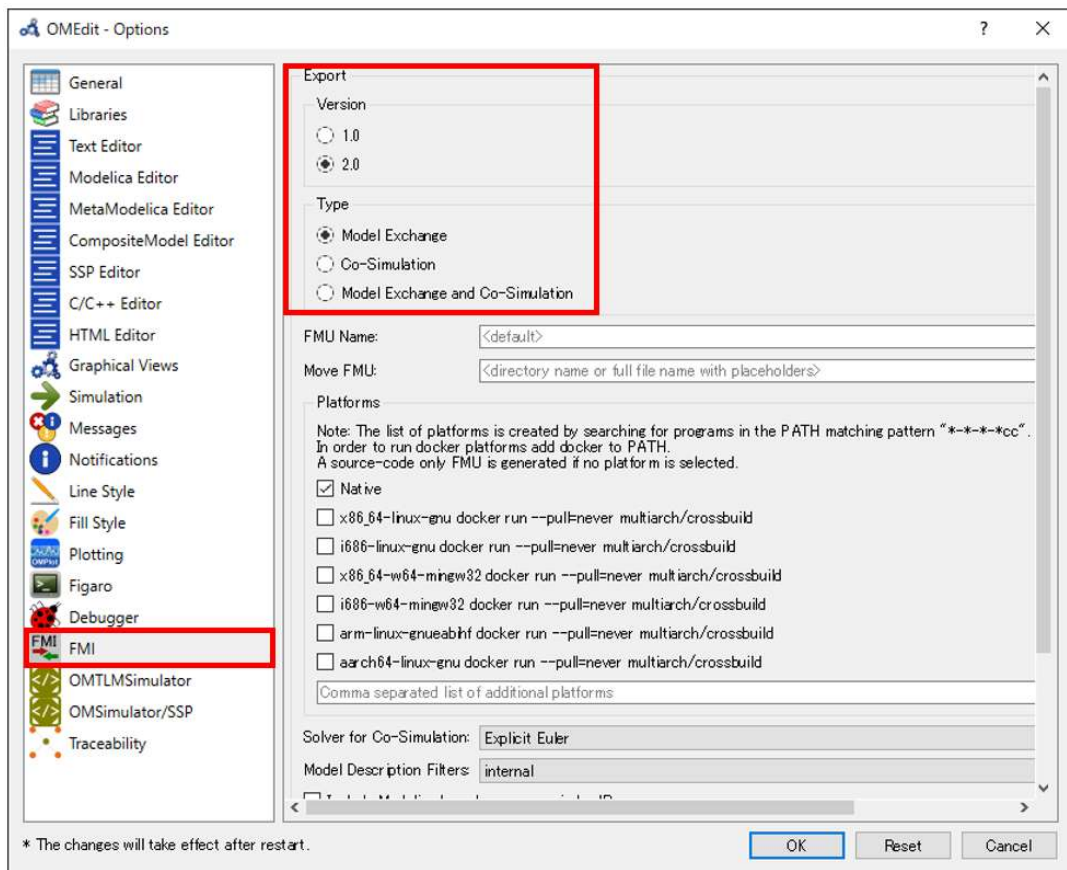 OMEdit - Options
?
General
Libraries
Text Editor
Modelica Editor
MetaModelica Editor
CompositeModel Editor
SSP Editor
C/C++ Editor
HTML Editor
Graphical Views
Simulation
Messages
Notifications
Line Style
Fill Style
Plotting
OMPlot
Figaro
Debugger
FMI
FMI
OMTLMSimulator
OMSimulator/SSP
Traceability
Export
Version
1.0
2.0
Type
Model Exchange
Co-Simulation
Model Exchange and Co-Simulation
FMU Name: <default>
Move FMU: <directory name or full file name with placeholders>
Platforms
Note: The list of platforms is created by searching for programs in the PATH matching pattern "*-*-*-*cc".
In order to run docker platforms add docker to PATH.
A source-code only FMU is generated if no platform is selected.
Native
x86_64-linux-gnu docker run --pull=never multiarch/crossbuild
i686-linux-gnu docker run --pull=never multiarch/crossbuild
x86_64-w64-mingw32 docker run --pull=never multiarch/crossbuild
i686-w64-mingw32 docker run --pull=never multiarch/crossbuild
arm-linux-gnueabihf docker run --pull=never multiarch/crossbuild
aarch64-linux-gnu docker run --pull=never multiarch/crossbuild
Comma separated list of additional platforms
Solver for Co-Simulation: Explicit Euler
Model Description Filters: internal
* The changes will take effect after restart.
OK Reset Cancel